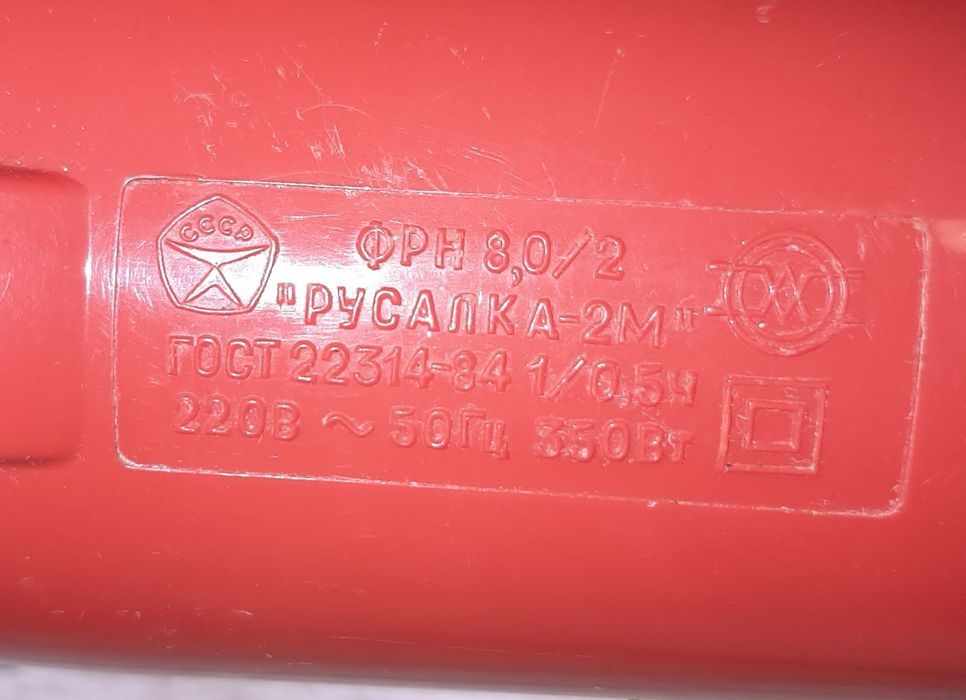 СССР
ФРН 8,0/2
"РУСАЛКА-2М"
ГОСТ 22314-84 1/0,5ч
220В ~ 50Гц 350Вт